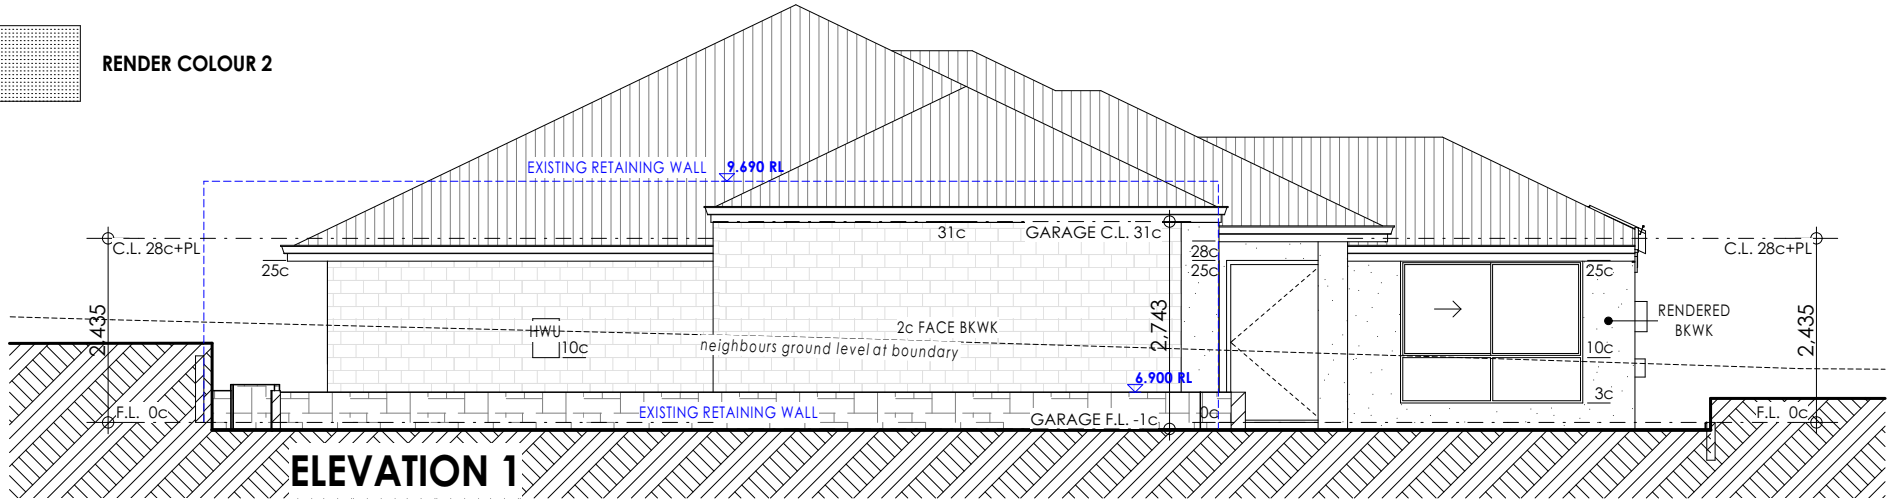 RENDER COLOUR 2
EXISTING RETAINING WALL 9.690 RL
31c GARAGE C.L. 31c
C.L. 28c+PL
28c
C.L. 28c+PL
25c
25c
25c
2,435
HWU
10c
2c FACE BKWK
neighbours ground level at boundary
2,743
10c
RENDERED
BKWK
2,435
6.900 RL
3c
F.L. 0c
EXISTING RETAINING WALL
GARAGE F.L. -1c
0c
F.L. 0c
ELEVATION 1